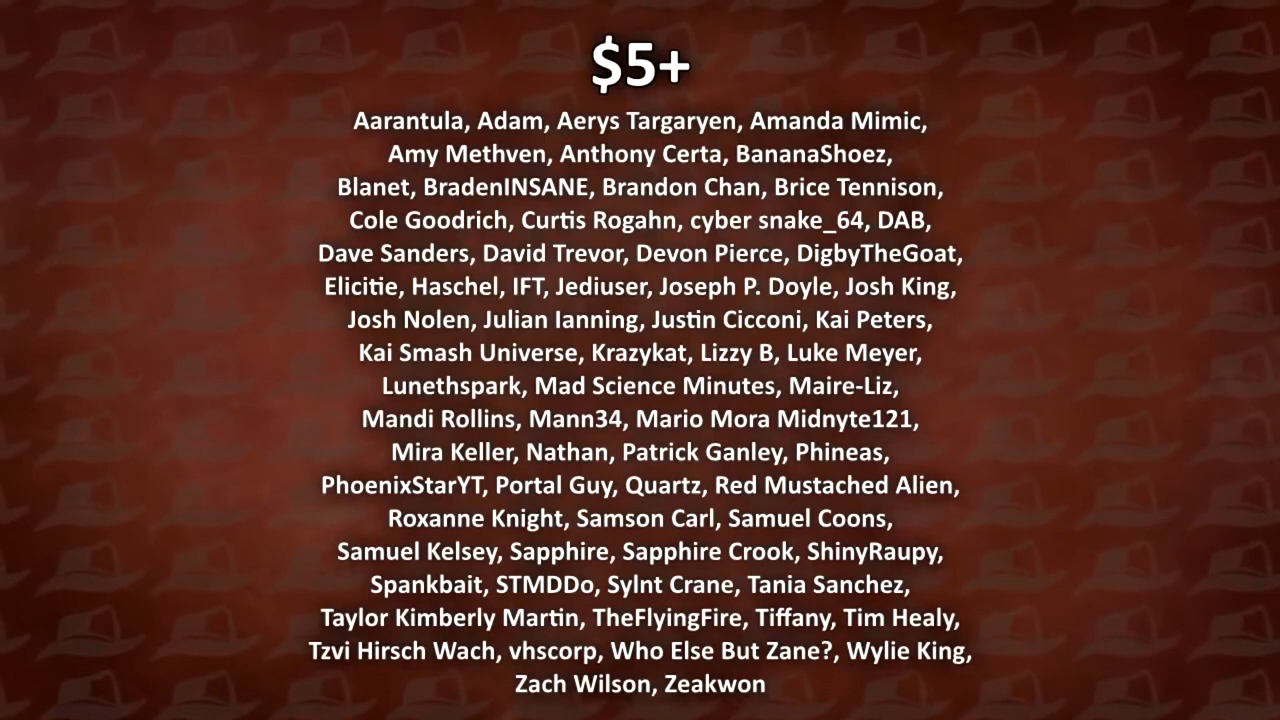 $5+
Aarantula, Adam, Aerys Targaryen, Amanda Mimic,
Amy Methven, Anthony Certa, BananaShoez,
Blanet, BradenINSANE, Brandon Chan, Brice Tennison,
Cole Goodrich, Curtis Rogahn, cyber snake_64, DAB,
Dave Sanders, David Trevor, Devon Pierce, DigbyTheGoat,
Elicitie, Haschel, IFT, Jediuser, Joseph P. Doyle, Josh King,
Josh Nolen, Julian Ianning, Justin Cicconi, Kai Peters,
Kai Smash Universe, Krazykat, Lizzy B, Luke Meyer,
Lunethspark, Mad Science Minutes, Maire-Liz,
Mandi Rollins, Mann34, Mario Mora Midnyte121,
Mira Keller, Nathan, Patrick Ganley, Phineas,
PhoenixStarYT, Portal Guy, Quartz, Red Mustached Alien,
Roxanne Knight, Samson Carl, Samuel Coons,
Samuel Kelsey, Sapphire, Sapphire Crook, ShinyRaupy,
Spankbait, STMDDo, Sylnt Crane, Tania Sanchez,
Taylor Kimberly Martin, TheFlyingFire, Tiffany, Tim Healy,
Tzvi Hirsch Wach, vhscorp, Who Else But Zane?, Wylie King,
Zach Wilson, Zeakwon